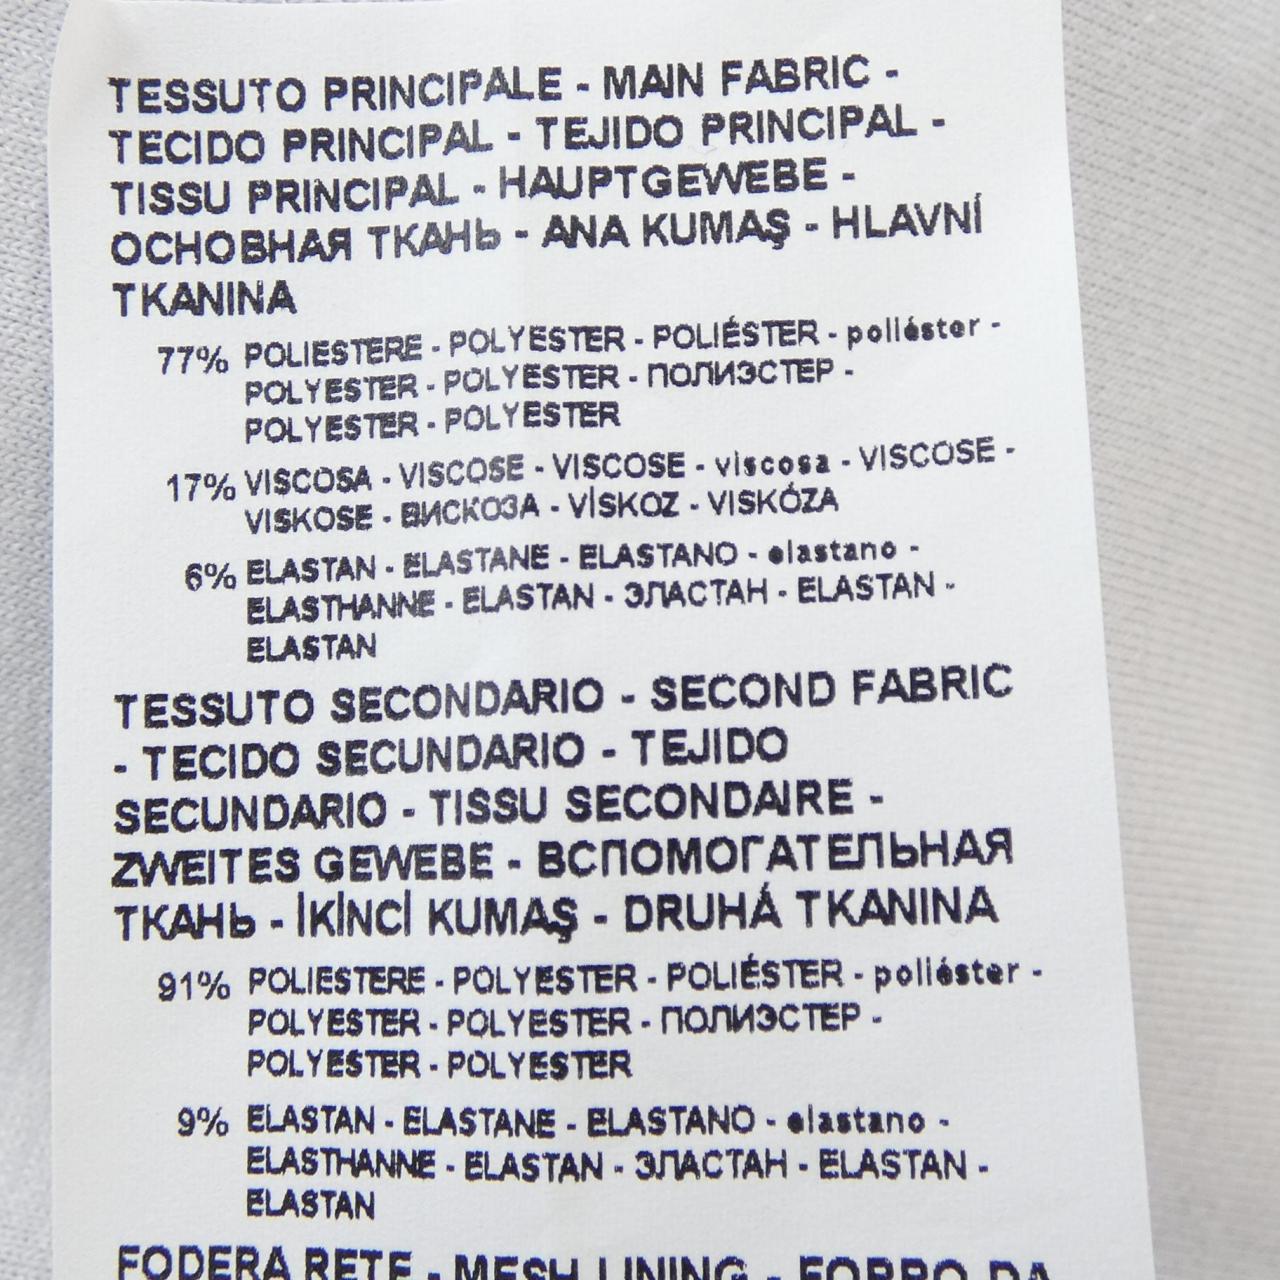 TESSUTO PRINCIPALE - MAIN FABRIC -
TECIDO PRINCIPAL - TEJIDO PRINCIPAL -
TISSU PRINCIPAL - HAUPTGEWEBE -
ОСНОВНАЯ ТКАНЬ - ANA KUMAŞ - HLAVNÍ
TKANINA
77% POLIESTERE - POLYESTER - POLIÉSTER - poliéster -
POLYESTER - POLYESTER - ПОЛИЭСТЕР -
POLYESTER - POLYESTER
17% VISCOSA - VISCOSE - VISCOSE - viscosa - VISCOSE -
VISKOSE - ВИСКОЗА - VİSKOZ - VISKÓZA
6% ELASTAN - ELASTANE - ELASTANO - elastano -
ELASTHANNE - ELASTAN - ЭЛАСТАН - ELASTAN -
ELASTAN
TESSUTO SECONDARIO - SECOND FABRIC
- TECIDO SECUNDARIO - TEJIDO
SECUNDARIO - TISSU SECONDAIRE -
ZWEITES GEWEBE - ВСПОМОГАТЕЛЬНАЯ
ТКАНЬ - İKİNCİ KUMAŞ - DRUHÁ TKANINA
91% POLIESTERE - POLYESTER - POLIÉSTER - poliéster -
POLYESTER - POLYESTER - ПОЛИЭСТЕР -
POLYESTER - POLYESTER
9% ELASTAN - ELASTANE - ELASTANO - elastano -
ELASTHANNE - ELASTAN - ЭЛАСТАН - ELASTAN -
ELASTAN
FODERA RETE - MESH LINING - FORRO DA